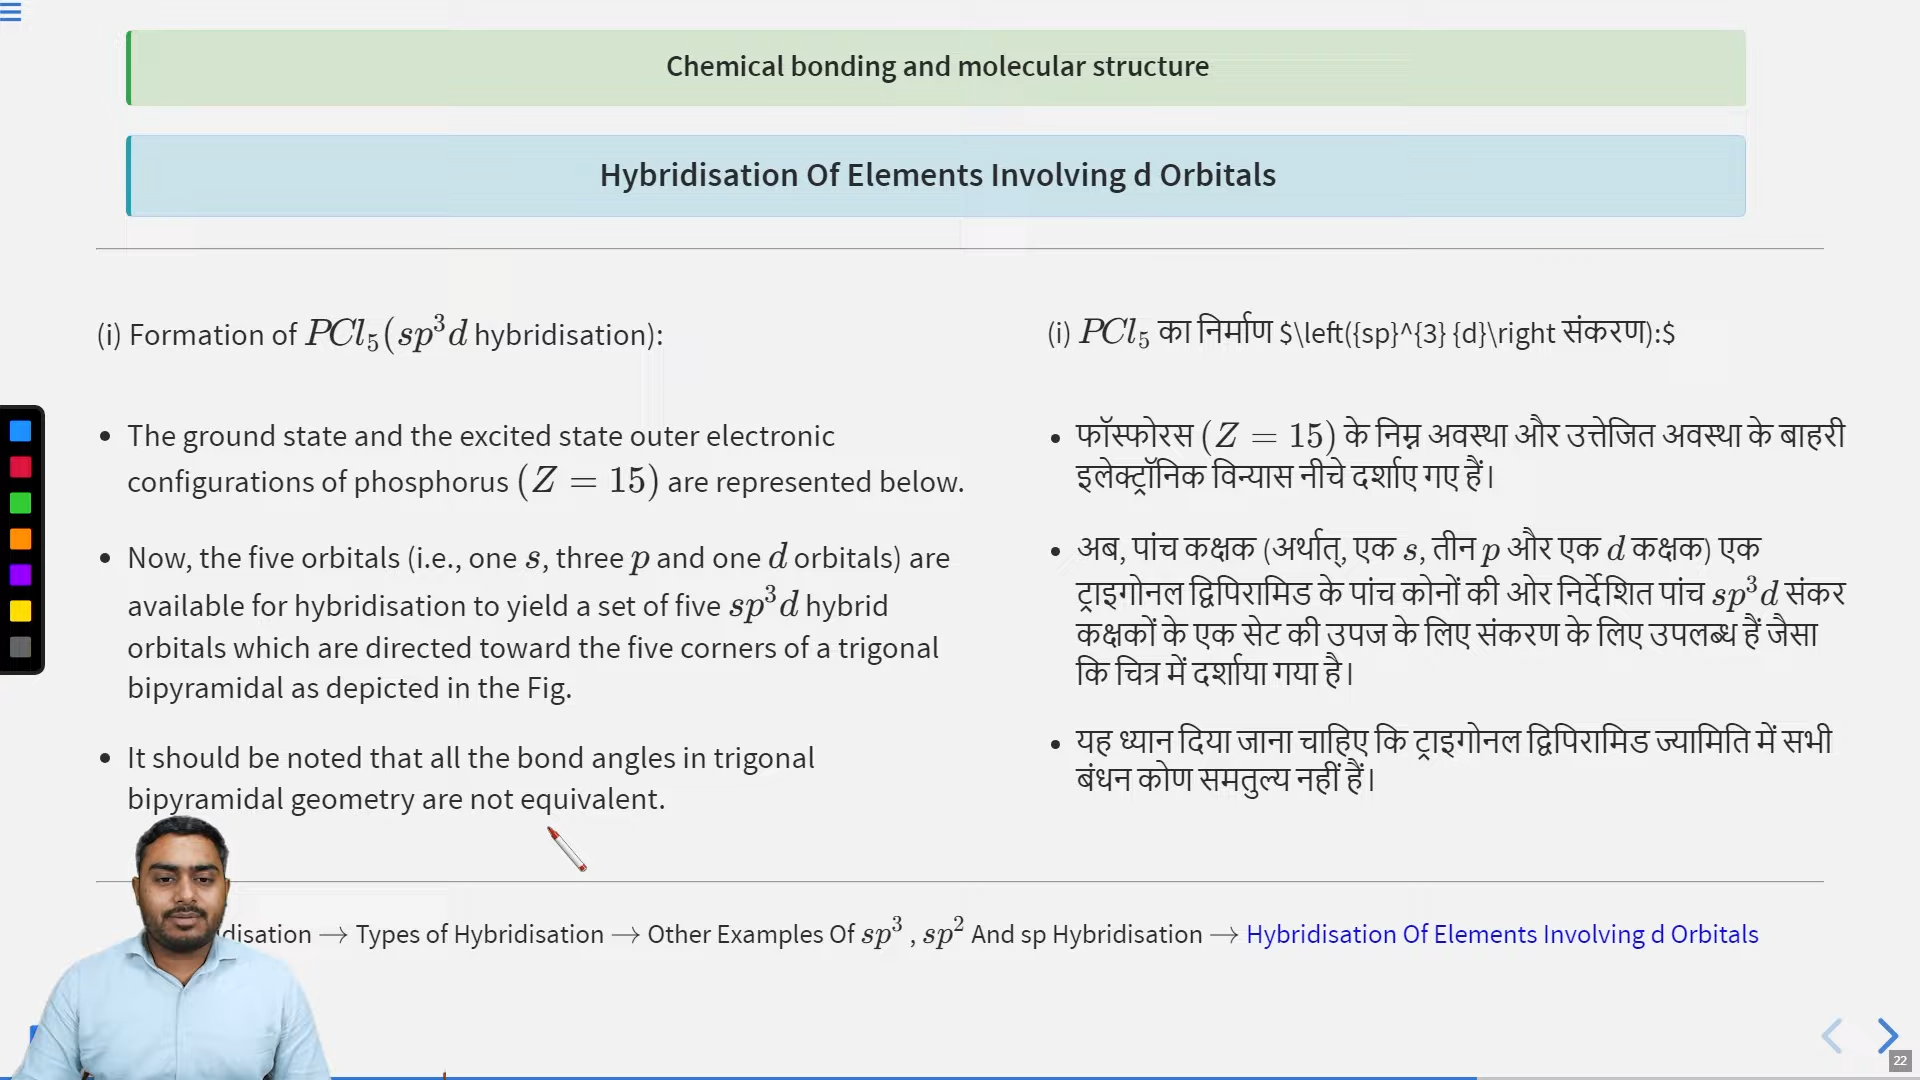 Chemical bonding and molecular structure
Hybridisation Of Elements Involving d Orbitals
(i) Formation of PCl₅(sp³d hybridisation):
• The ground state and the excited state outer electronic
configurations of phosphorus (Z = 15) are represented below.
• Now, the five orbitals (i.e., one s, three p and one d orbitals) are
available for hybridisation to yield a set of five sp³d hybrid
orbitals which are directed toward the five corners of a trigonal
bipyramidal as depicted in the Fig.
• It should be noted that all the bond angles in trigonal
bipyramidal geometry are not equivalent.
(i) PCl₅ का निर्माण $\left({sp}^{3} {d}\right संकरण):$
• फॉस्फोरस (Z = 15) के निम्न अवस्था और उत्तेजित अवस्था के बाहरी
इलेक्ट्रॉनिक विन्यास नीचे दर्शाए गए हैं।
• अब, पांच कक्षक (अर्थात्, एक s, तीन p और एक d कक्षक) एक
ट्राइगोनल द्विपिरामिड के पांच कोनों की ओर निर्देशित पांच sp³d संकर
कक्षकों के एक सेट की उपज के लिए संकरण के लिए उपलब्ध हैं जैसा
कि चित्र में दर्शाया गया है।
• यह ध्यान दिया जाना चाहिए कि ट्राइगोनल द्विपिरामिड ज्यामिति में सभी
बंधन कोण समतुल्य नहीं हैं।
disation → Types of Hybridisation → Other Examples Of sp³ , sp² And sp Hybridisation → Hybridisation Of Elements Involving d Orbitals
22